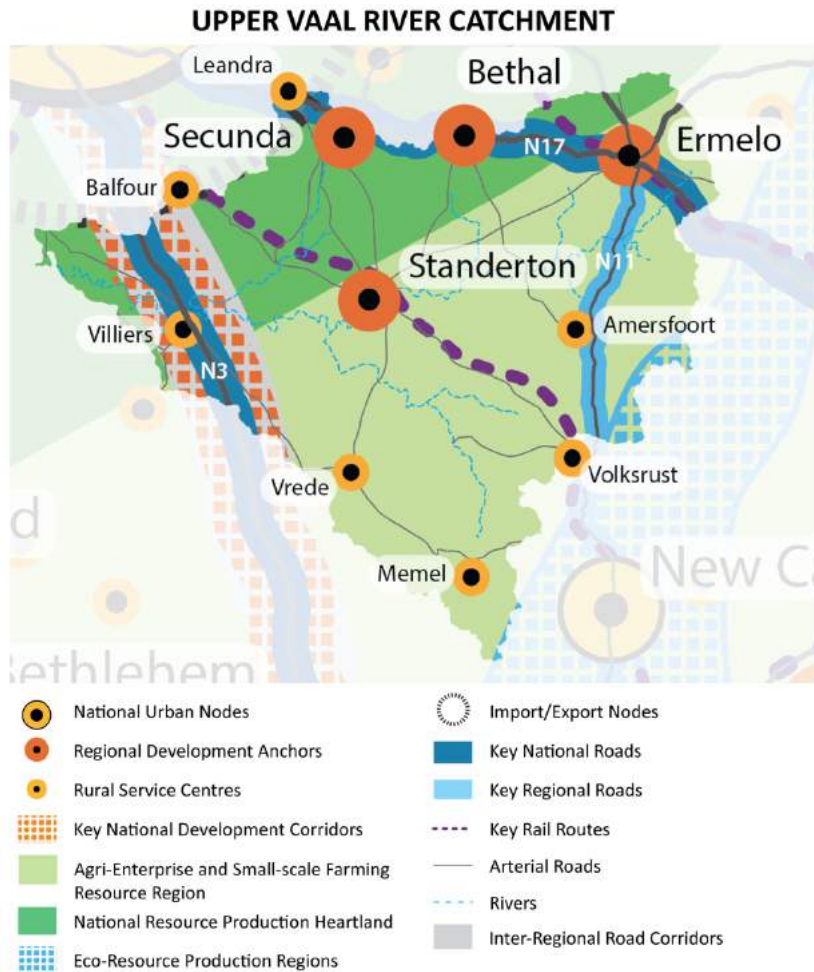 UPPER VAAL RIVER CATCHMENT
Leandra
Bethal
Secunda
Ermelo
N17
Balfour
Standerton
N11
Villiers
Amersfoort
N3
Vrede
Volksrust
Memel
d
New Ca
Bethlehem
National Urban Nodes
Regional Development Anchors
Rural Service Centres
Key National Development Corridors
Agri-Enterprise and Small-scale Farming
Resource Region
National Resource Production Heartland
Eco-Resource Production Regions
Import/Export Nodes
Key National Roads
Key Regional Roads
Key Rail Routes
Arterial Roads
Rivers
Inter-Regional Road Corridors